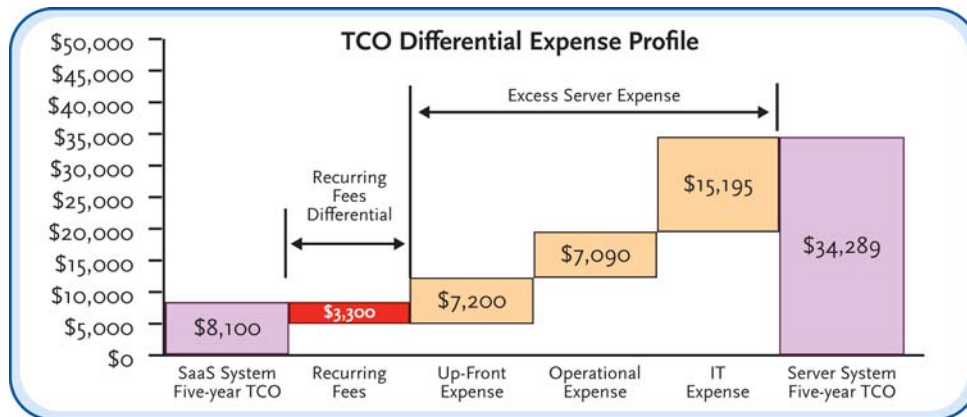 TCO Differential Expense Profile
$50,000
$45,000
$40,000
$35,000
$30,000
$25,000
$20,000
$15,000
$10,000
$5,000
$0
Excess Server Expense
Recurring
Fees
Differential
$8,100
$3,300
$7,200
$7,090
$15,195
$34,289
SaaS System
Five-year TCO
Recurring
Fees
Up-Front
Expense
Operational
Expense
IT
Expense
Server System
Five-year TCO